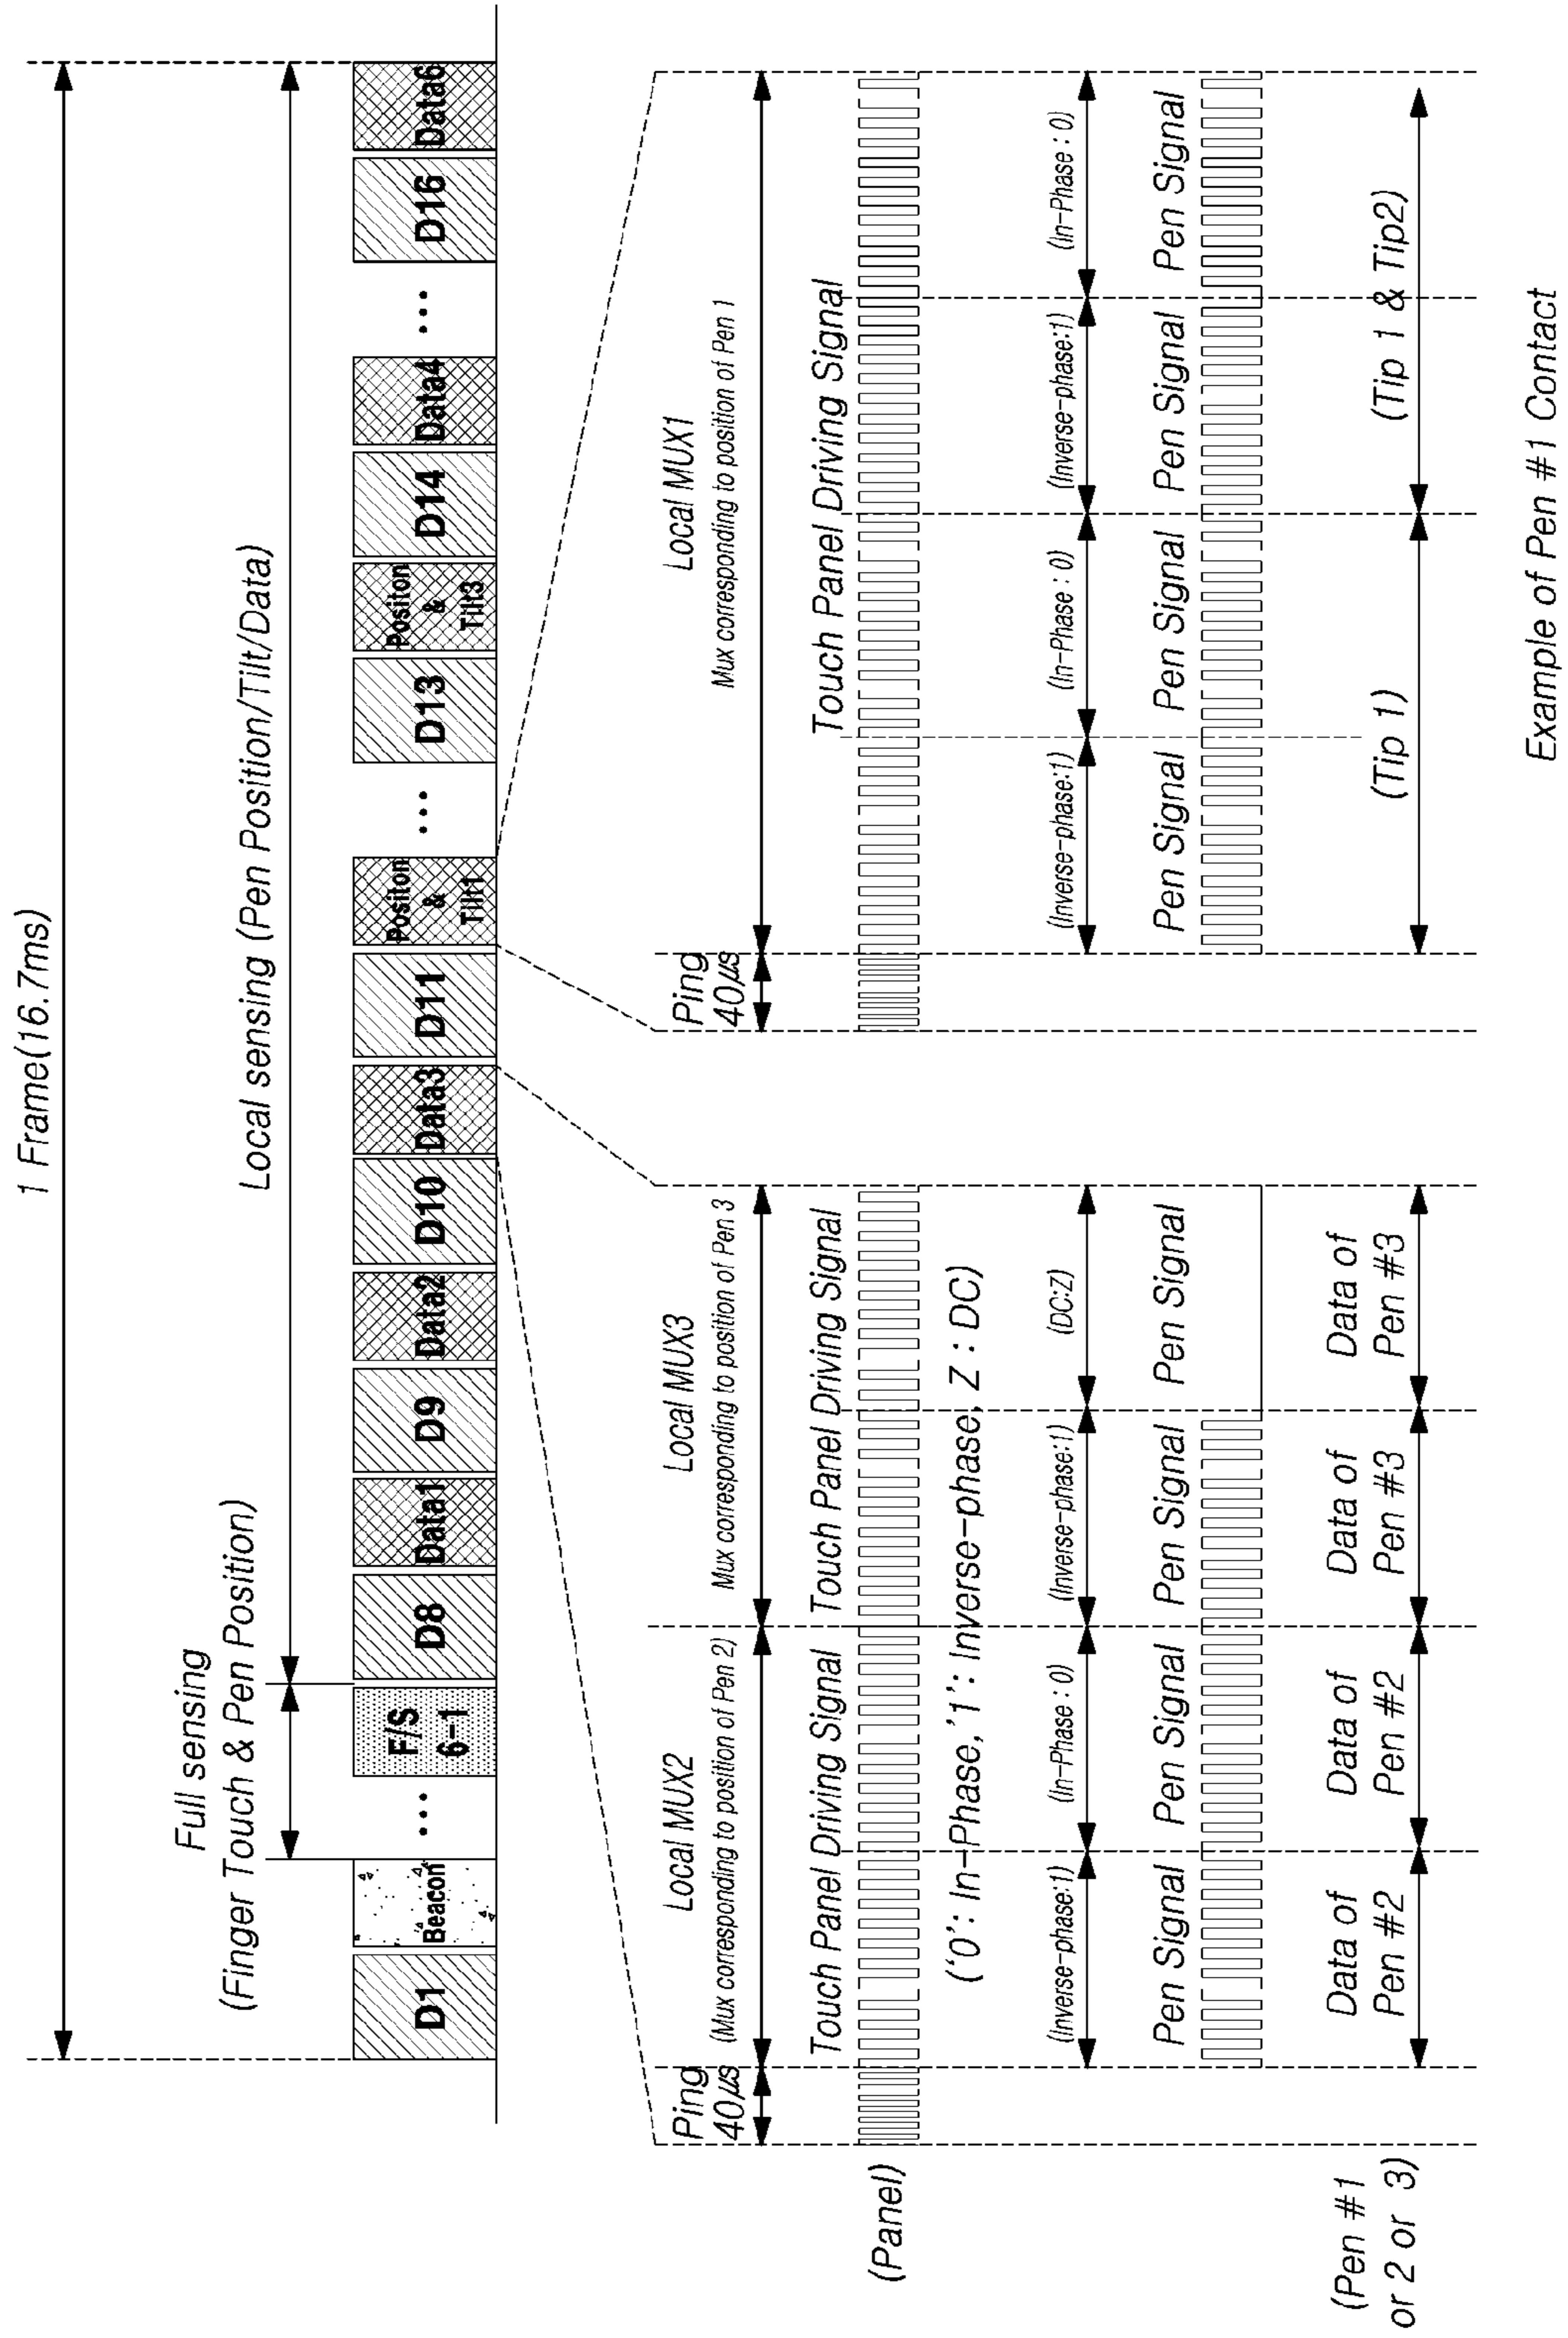 1 Frame(16.7ms)
Full sensing
(Finger Touch & Pen Position)
Local sensing (Pen Position/Tilt/Data)
D1
Beacon
•••
F/S
6-1
D8
Data1
D9
Data2
D10
Data3
D11
Positon
&
Tilt1
•••
D13
Positon
&
Tilt3
D14
Data4
•••
D16
Data6
Ping
40μs
Local MUX2
(Mux corresponding to position of Pen 2)
Local MUX3
Mux corresponding to position of Pen 3
Ping
40μs
Local MUX1
Mux corresponding to position of Pen 1
(Panel)
Touch Panel Driving Signal
Touch Panel Driving Signal
Touch Panel Driving Signal
('0': In-Phase,'1': Inverse-phase, Z : DC)
(Inverse-phase:1)
(In-Phase : 0)
(Inverse-phase:1)
(DC:Z)
(Inverse-phase:1)
(In-Phase : 0)
(Inverse-phase:1)
(In-Phase : 0)
Pen Signal
Pen Signal
Pen Signal
Pen Signal
Pen Signal
Pen Signal
Pen Signal
Pen Signal
(Pen #1
or 2 or 3)
Data of
Pen #2
Data of
Pen #2
Data of
Pen #3
Data of
Pen #3
(Tip 1)
(Tip 1 & Tip2)
Example of Pen #1 Contact